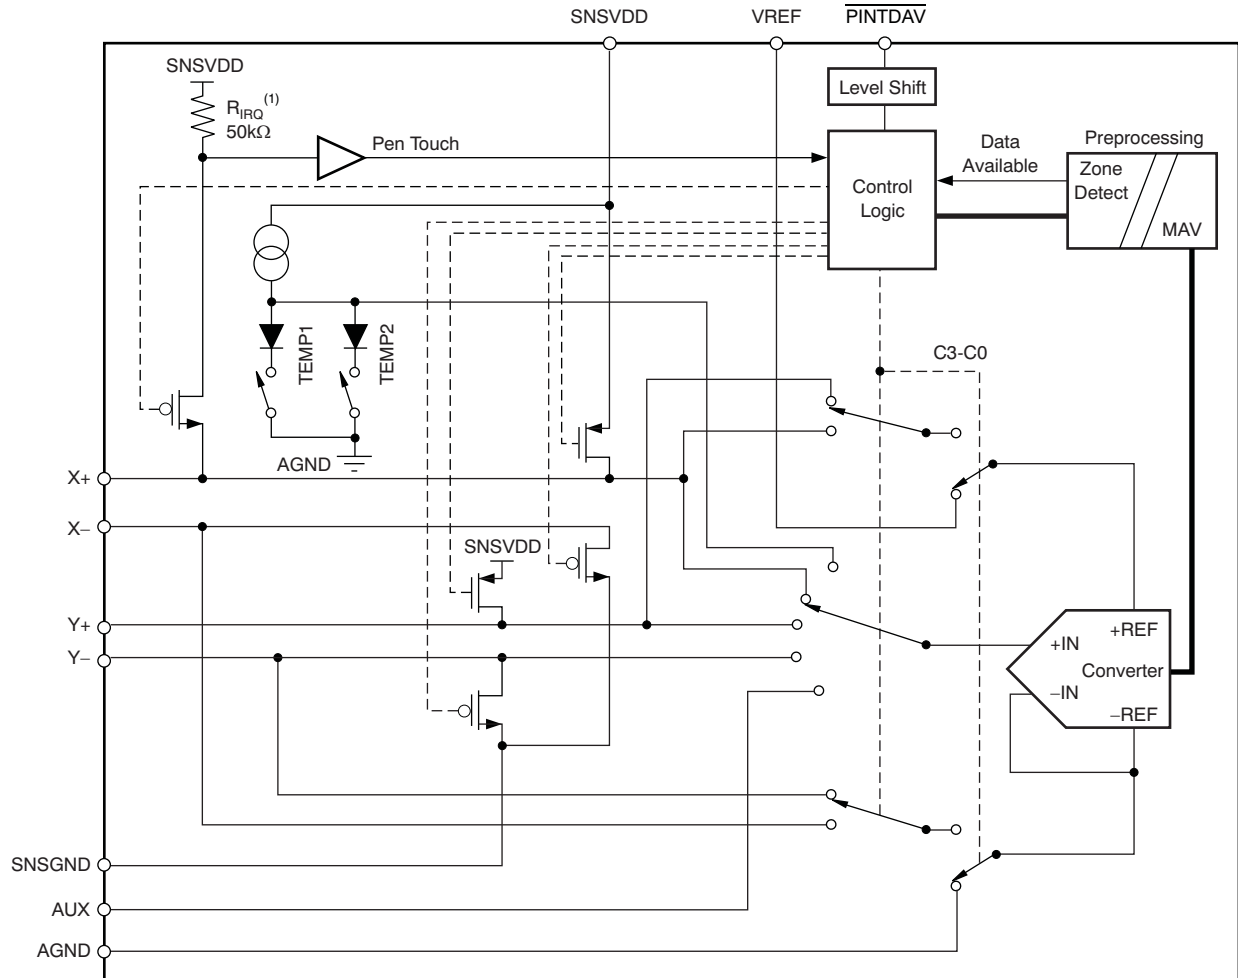 SNSVDD VREF PINTDAV
SNSVDD
R_IRQ (1)
50kΩ
Pen Touch
Level Shift
Control
Logic
Data
Available
Preprocessing
Zone
Detect
MAV
TEMP1
TEMP2
AGND
C3-C0
X+
X–
SNSVDD
Y+
Y–
+IN
+REF
Converter
–IN
–REF
SNSGND
AUX
AGND